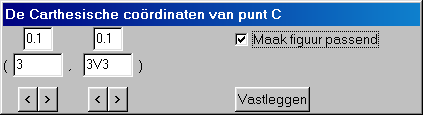 De Carthesische coördinaten van punt C
0.1 0.1 Maak figuur passend
( 3 , 3V3 )
< > < > Vastleggen